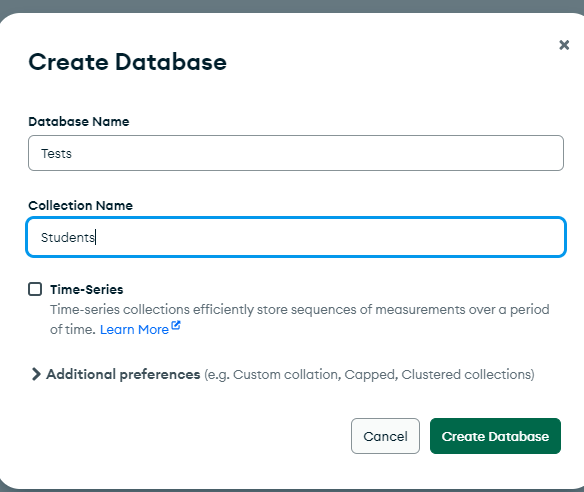 Create Database
Database Name
Tests
Collection Name
Students
Time-Series
Time-series collections efficiently store sequences of measurements over a period
of time. Learn More
Additional preferences (e.g. Custom collation, Capped, Clustered collections)
Cancel
Create Database